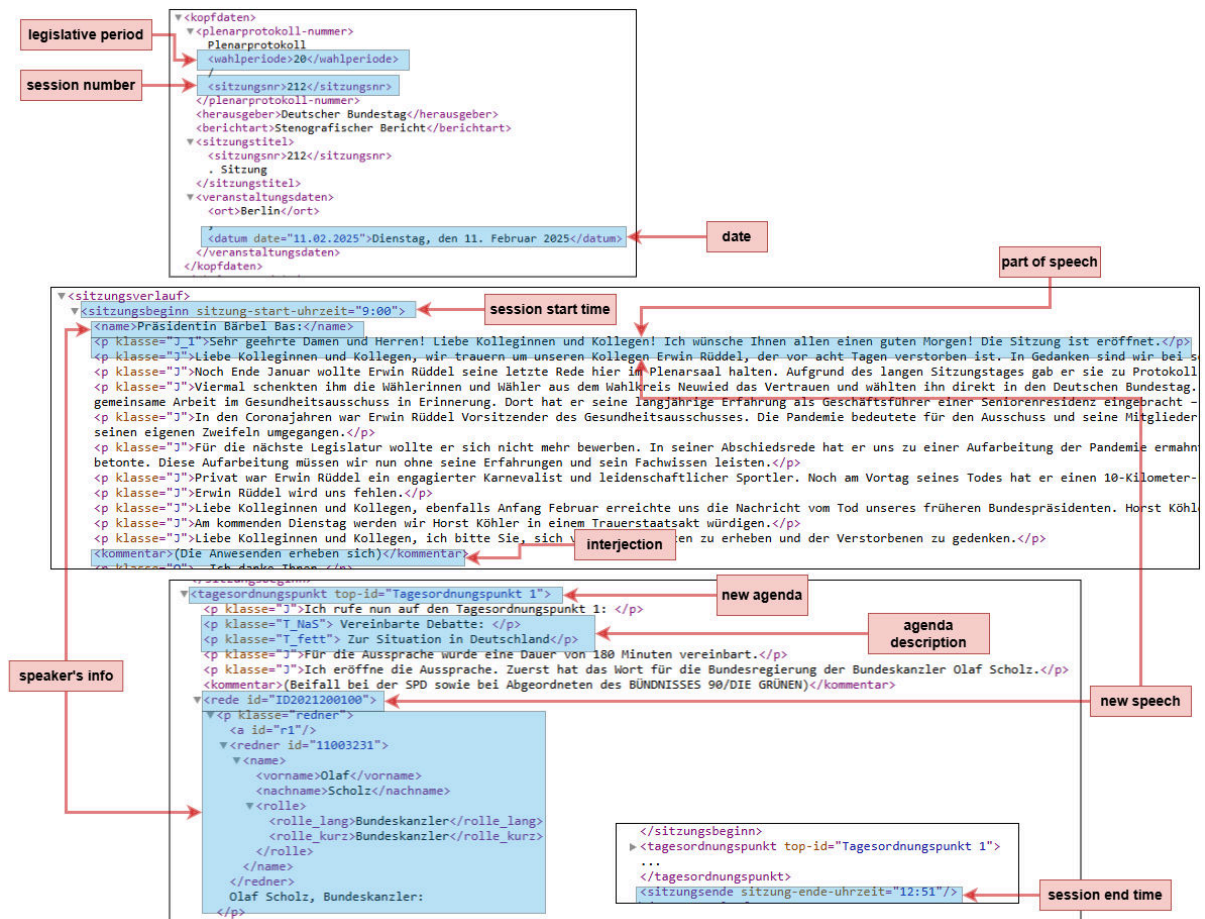 ▼<kopfdaten>
▼<plenarprotokoll-nummer>
Plenarprotokoll
legislative period
<wahlperiode>20</wahlperiode>
/
session number
<sitzungsnr>212</sitzungsnr>
</plenarprotokoll-nummer>
<herausgeber>Deutscher Bundestag</herausgeber>
<berichtart>Stenografischer Bericht</berichtart>
▼<sitzungstitel>
<sitzungsnr>212</sitzungsnr>
. Sitzung
</sitzungstitel>
▼<veranstaltungsdaten>
<ort>Berlin</ort>
,
<datum date="11.02.2025">Dienstag, den 11. Februar 2025</datum>
date
</veranstaltungsdaten>
</kopfdaten>
part of speech
▼<sitzungsverlauf>
▼<sitzungsbeginn sitzung-start-uhrzeit="9:00">
session start time
<name>Präsidentin Bärbel Bas:</name>
<p klasse="J_1">Sehr geehrte Damen und Herren! Liebe Kolleginnen und Kollegen! Ich wünsche Ihnen allen einen guten Morgen! Die Sitzung ist eröffnet.</p>
<p klasse="J">Liebe Kolleginnen und Kollegen, wir trauern um unseren Kollegen Erwin Rüddel, der vor acht Tagen verstorben ist. In Gedanken sind wir bei
<p klasse="J">Noch Ende Januar wollte Erwin Rüddel seine letzte Rede hier im Plenarsaal halten. Aufgrund des langen Sitzungstages gab er sie zu Protokoll
<p klasse="J">Viermal schenkten ihm die Wählerinnen und Wähler aus dem Wahlkreis Neuwied das Vertrauen und wählten ihn direkt in den Deutschen Bundestag.
gemeinsame Arbeit im Gesundheitsausschuss in Erinnerung. Dort hat er seine langjährige Erfahrung als Geschäftsführer einer Seniorenresidenz eingebracht –
<p klasse="J">In den Coronajahren war Erwin Rüddel Vorsitzender des Gesundheitsausschusses. Die Pandemie bedeutete für den Ausschuss und seine Mitglieder
seinen eigenen Zweifeln umgegangen.</p>
<p klasse="J">Für die nächste Legislatur wollte er sich nicht mehr bewerben. In seiner Abschiedsrede hat er uns zu einer Aufarbeitung der Pandemie ermahn
betonte. Diese Aufarbeitung müssen wir nun ohne seine Erfahrungen und sein Fachwissen leisten.</p>
<p klasse="J">Privat war Erwin Rüddel ein engagierter Karnevalist und leidenschaftlicher Sportler. Noch am Vortag seines Todes hat er einen 10-Kilometer-
<p klasse="J">Erwin Rüddel wird uns fehlen.</p>
<p klasse="J">Liebe Kolleginnen und Kollegen, ebenfalls Anfang Februar erreichte uns die Nachricht vom Tod unseres früheren Bundespräsidenten. Horst Köhl
<p klasse="J">Am kommenden Dienstag werden wir Horst Köhler in einem Trauerstaatsakt würdigen.</p>
<p klasse="J">Liebe Kolleginnen und Kollegen, ich bitte Sie, sich zu erheben und der Verstorbenen zu gedenken.</p>
interjection
<kommentar>(Die Anwesenden erheben sich)</kommentar>
▼<tagesordnungspunkt top-id="Tagesordnungspunkt 1">
new agenda
<p klasse="J">Ich rufe nun auf den Tagesordnungspunkt 1: </p>
<p klasse="T_NaS"> Vereinbarte Debatte: </p>
<p klasse="T_fett"> Zur Situation in Deutschland</p>
agenda
description
<p klasse="J">Für die Aussprache wurde eine Dauer von 180 Minuten vereinbart.</p>
<p klasse="J">Ich eröffne die Aussprache. Zuerst hat das Wort für die Bundesregierung der Bundeskanzler Olaf Scholz.</p>
speaker's info
<kommentar>(Beifall bei der SPD sowie bei Abgeordneten des BÜNDNISSES 90/DIE GRÜNEN)</kommentar>
▼<rede id="ID2021200100">
new speech
▼<p klasse="redner">
<a id="r1"/>
▼<redner id="11003231">
▼<name>
<vorname>Olaf</vorname>
<nachname>Scholz</nachname>
▼<rolle>
<rolle_lang>Bundeskanzler</rolle_lang>
<rolle_kurz>Bundeskanzler</rolle_kurz>
</rolle>
</name>
</redner>
Olaf Scholz, Bundeskanzler:
</p>
</sitzungsbeginn>
▶<tagesordnungspunkt top-id="Tagesordnungspunkt 1">
...
</tagesordnungspunkt>
<sitzungsende sitzung-ende-uhrzeit="12:51"/>
session end time